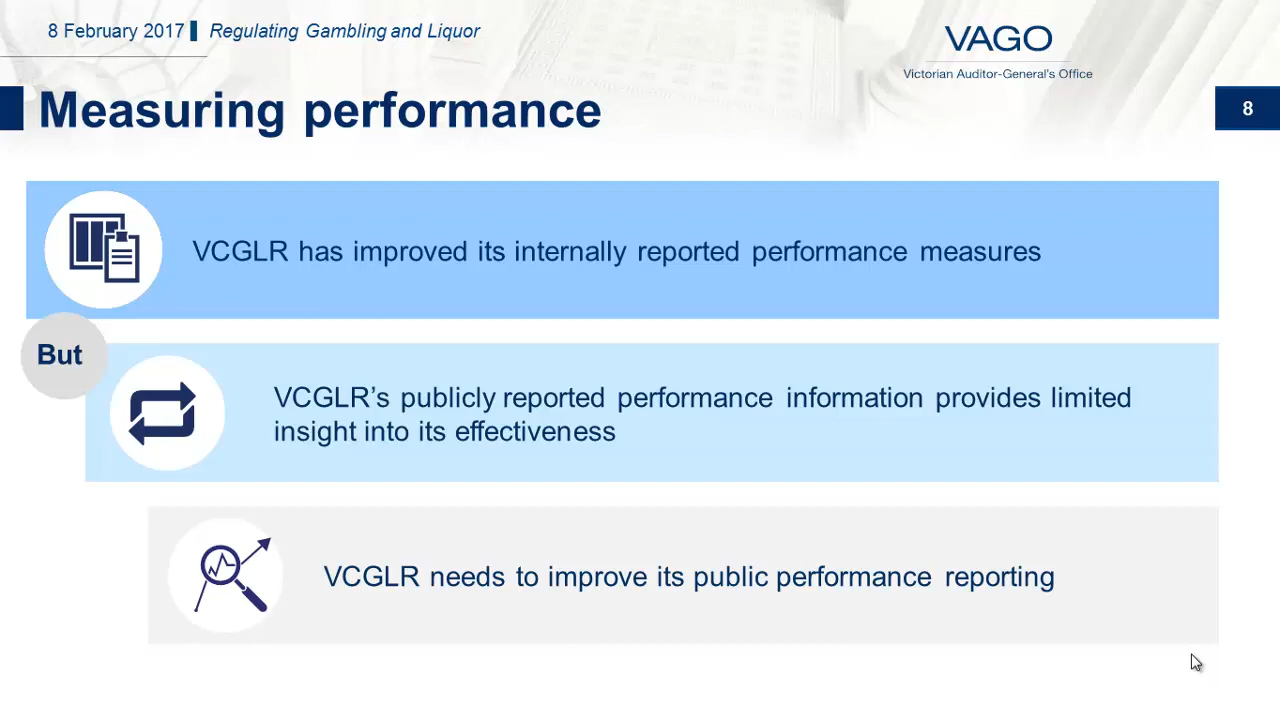 8 February 2017 Regulating Gambling and Liquor
VAGO
Victorian Auditor-General's Office
Measuring performance
8
VCGLR has improved its internally reported performance measures
But
VCGLR’s publicly reported performance information provides limited
insight into its effectiveness
VCGLR needs to improve its public performance reporting